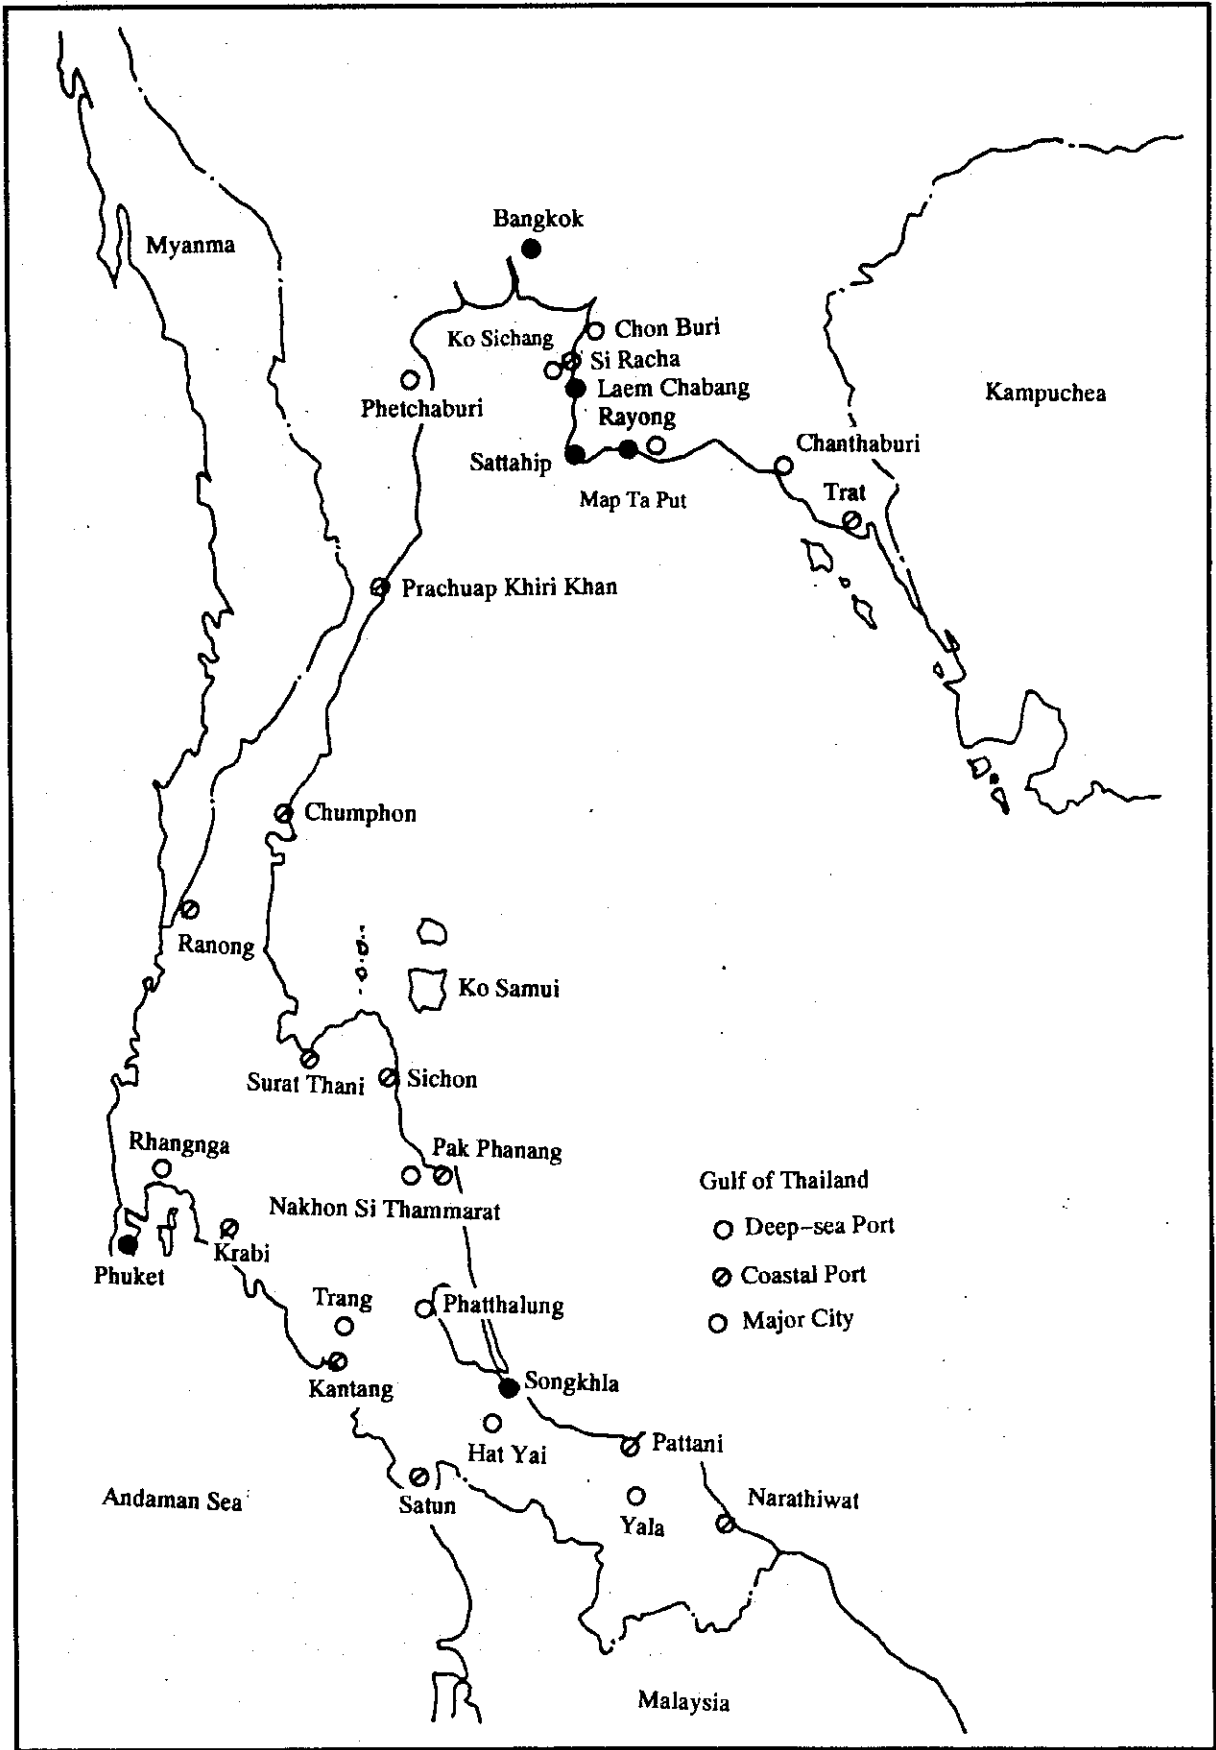 Bangkok
Myanma
Chon Buri
Ko Sichang
Si Racha
Laem Chabang
Kampuchea
Phetchaburi
Rayong
Chanthaburi
Sattahip
Trat
Map Ta Put
Prachuap Khiri Khan
Chumphon
Ranong
Ko Samui
Surat Thani
Sichon
Rhangnga
Pak Phanang
Gulf of Thailand
Nakhon Si Thammarat
Deep-sea Port
Krabi
Phuket
Coastal Port
Trang
Phatthalung
Major City
Kantang
Songkhla
Hat Yai
Pattani
Andaman Sea
Satun
Narathiwat
Yala
Malaysia